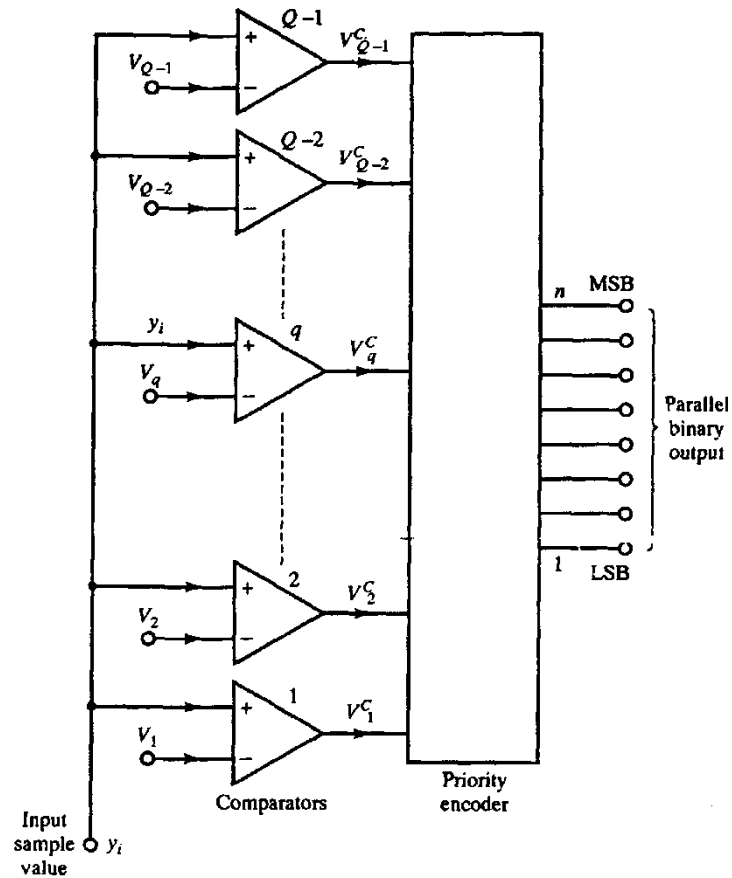 Q-1
+
V_{Q-1}
−
V^C_{Q-1}
Q-2
+
V_{Q-2}
−
V^C_{Q-2}
n MSB
y_i
+
q
V_q
−
V^C_q
Parallel
binary
output
1 LSB
+
2
V_2
−
V^C_2
+
1
V_1
−
V^C_1
Priority
encoder
Comparators
Input
sample
value
y_i